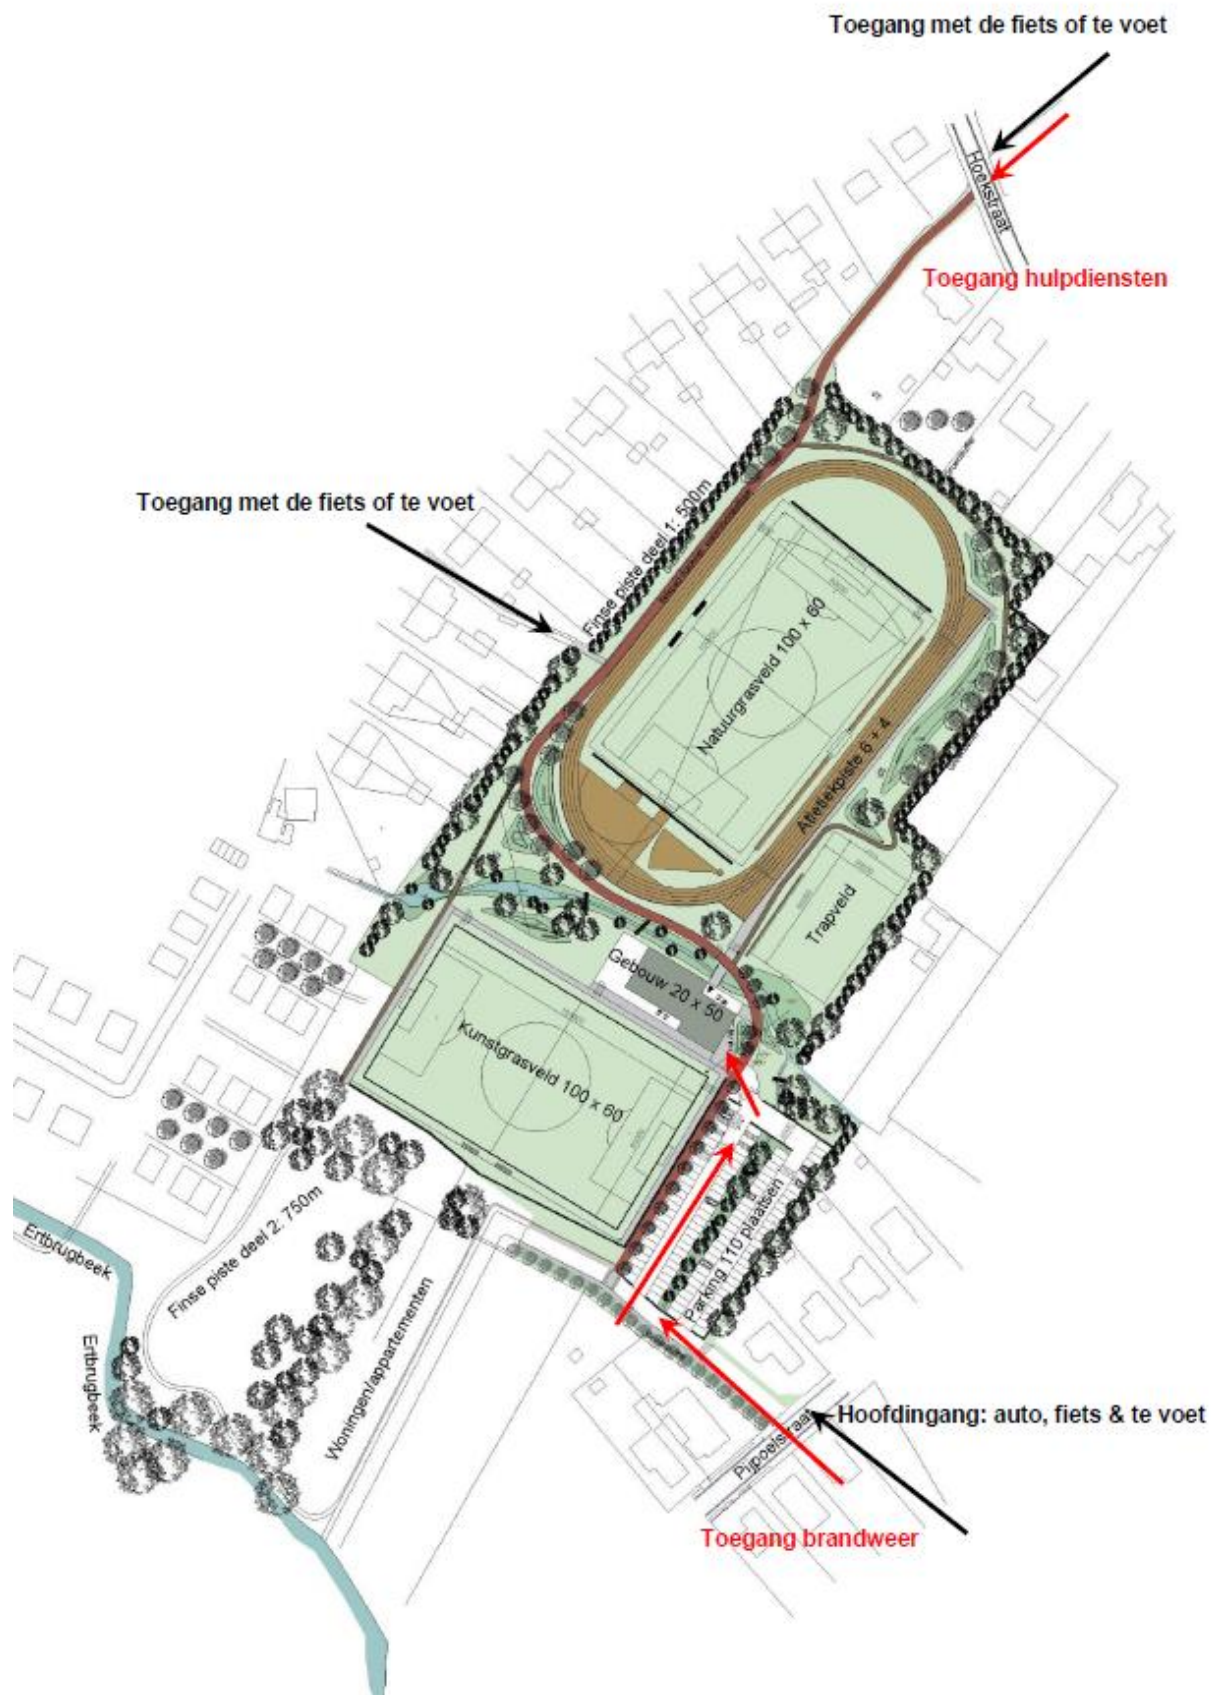 Toegang met de fiets of te voet
Hoekstraat
Toegang hulpdiensten
Toegang met de fiets of te voet
Finse piste deel 1: 500m
Natuurgrasveld 100 x 60
Atletiekpiste 6 + 4
Trapveld
Gebouw 20 x 50
Kunstgrasveld 100 x 60
Parking 110 plaatsen
Ertbrugbeek
Finse piste deel 2: 750m
Ertbrugbeek
Woningen/appartementen
Hoofdingang: auto, fiets & te voet
Pijpoelstraat
Toegang brandweer